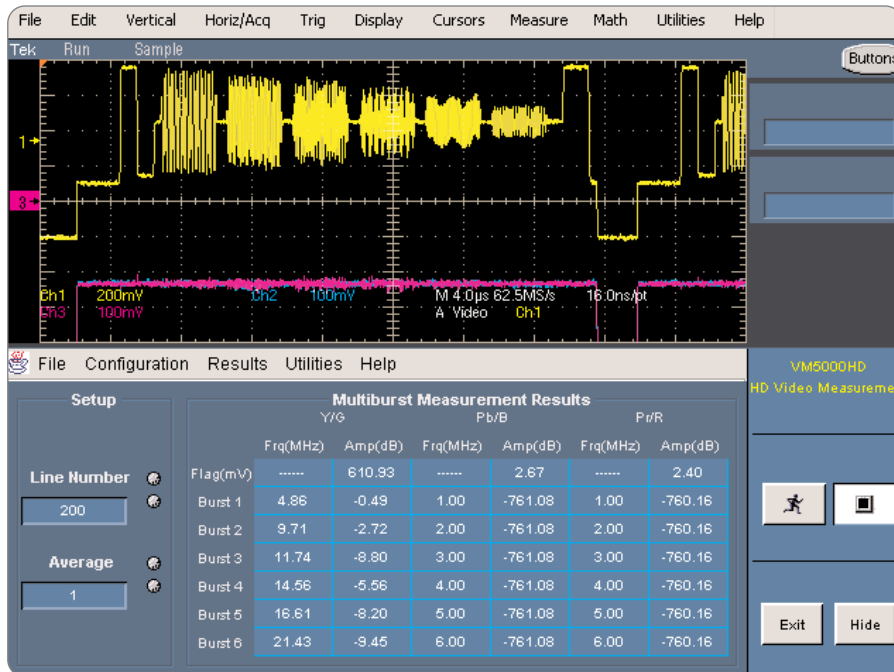 File Edit Vertical Horiz/Acq Trig Display Cursors Measure Math Utilities Help
Tek Run Sample
Buttons
1
3
Ch1 200mV Ch2 100mV M 4.0µs 62.5MS/s 16.0ns/pt
Ch3 100mV A Video Ch1
File Configuration Results Utilities Help
VM5000HD
HD Video Measureme
Setup
Multiburst Measurement Results
Y/G Pb/B Pr/R
Frq(MHz) Amp(dB) Frq(MHz) Amp(dB) Frq(MHz) Amp(dB)
Flag(mV) ------ 610.93 ------ 2.67 ------ 2.40
Line Number
200
Burst 1 4.86 -0.49 1.00 -761.08 1.00 -760.16
Burst 2 9.71 -2.72 2.00 -761.08 2.00 -760.16
Average
1
Burst 3 11.74 -8.80 3.00 -761.08 3.00 -760.16
Burst 4 14.56 -5.56 4.00 -761.08 4.00 -760.16
Burst 5 16.61 -8.20 5.00 -761.08 5.00 -760.16
Burst 6 21.43 -9.45 6.00 -761.08 6.00 -760.16
Exit Hide